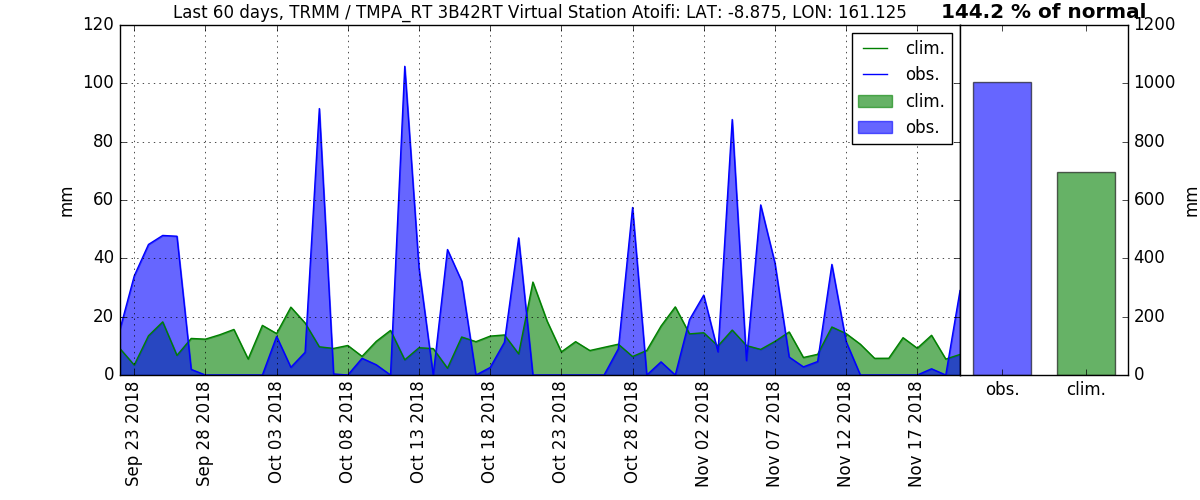 Last 60 days, TRMM / TMPA_RT 3B42RT Virtual Station Atoifi: LAT: -8.875, LON: 161.125
144.2 % of normal
120
100
80
60
40
20
0
mm
clim.
obs.
clim.
obs.
Sep 23 2018
Sep 28 2018
Oct 03 2018
Oct 08 2018
Oct 13 2018
Oct 18 2018
Oct 23 2018
Oct 28 2018
Nov 02 2018
Nov 07 2018
Nov 12 2018
Nov 17 2018
1200
1000
800
600
400
200
0
mm
obs.
clim.